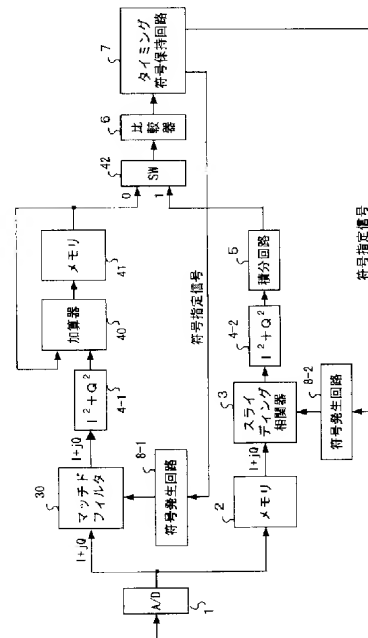 A/D
1
I+jQ
マッチド
フィルタ
30
I+jQ
I²+Q²
4-1
加算器
40
メモリ
41
0
1
SW
42
比較器
6
タイミング
符号保持回路
7
符号発生回路
8-1
符号指定信号
メモリ
2
I+jQ
スライ
ディング
相関器
3
I²+Q²
4-2
積分回路
5
符号発生回路
8-2
符号指定信号